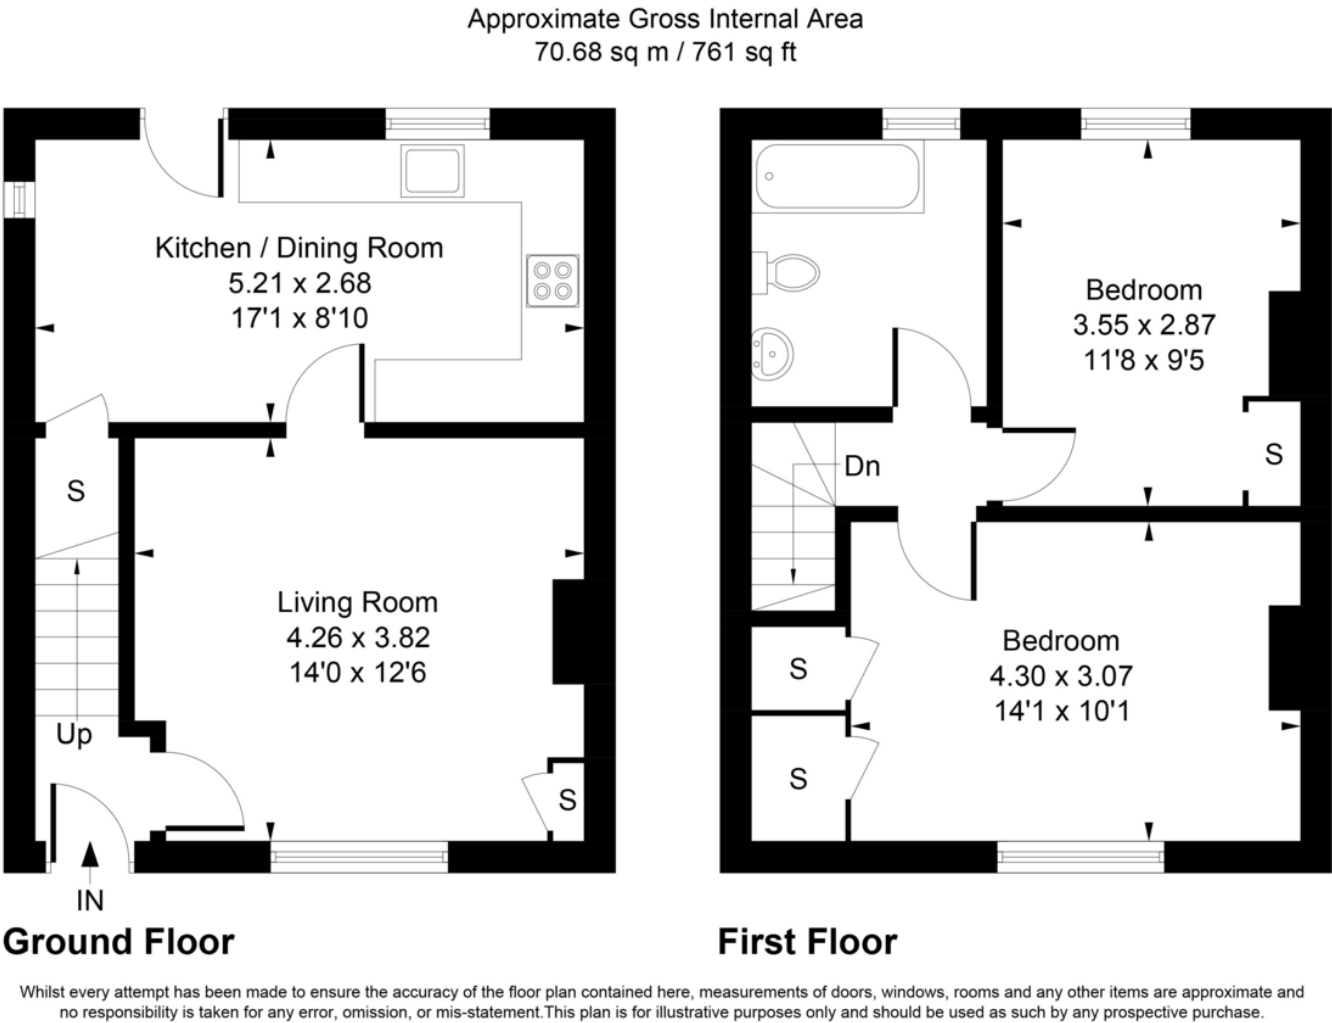 Approximate Gross Internal Area
70.68 sq m / 761 sq ft
Kitchen / Dining Room
5.21 x 2.68
17'1 x 8'10
S
Living Room
4.26 x 3.82
14'0 x 12'6
Up
S
IN
Ground Floor
Bedroom
3.55 x 2.87
11'8 x 9'5
Dn
S
Bedroom
4.30 x 3.07
14'1 x 10'1
S
S
First Floor
Whilst every attempt has been made to ensure the accuracy of the floor plan contained here, measurements of doors, windows, rooms and any other items are approximate and
no responsibility is taken for any error, omission, or mis-statement.This plan is for illustrative purposes only and should be used as such by any prospective purchase.